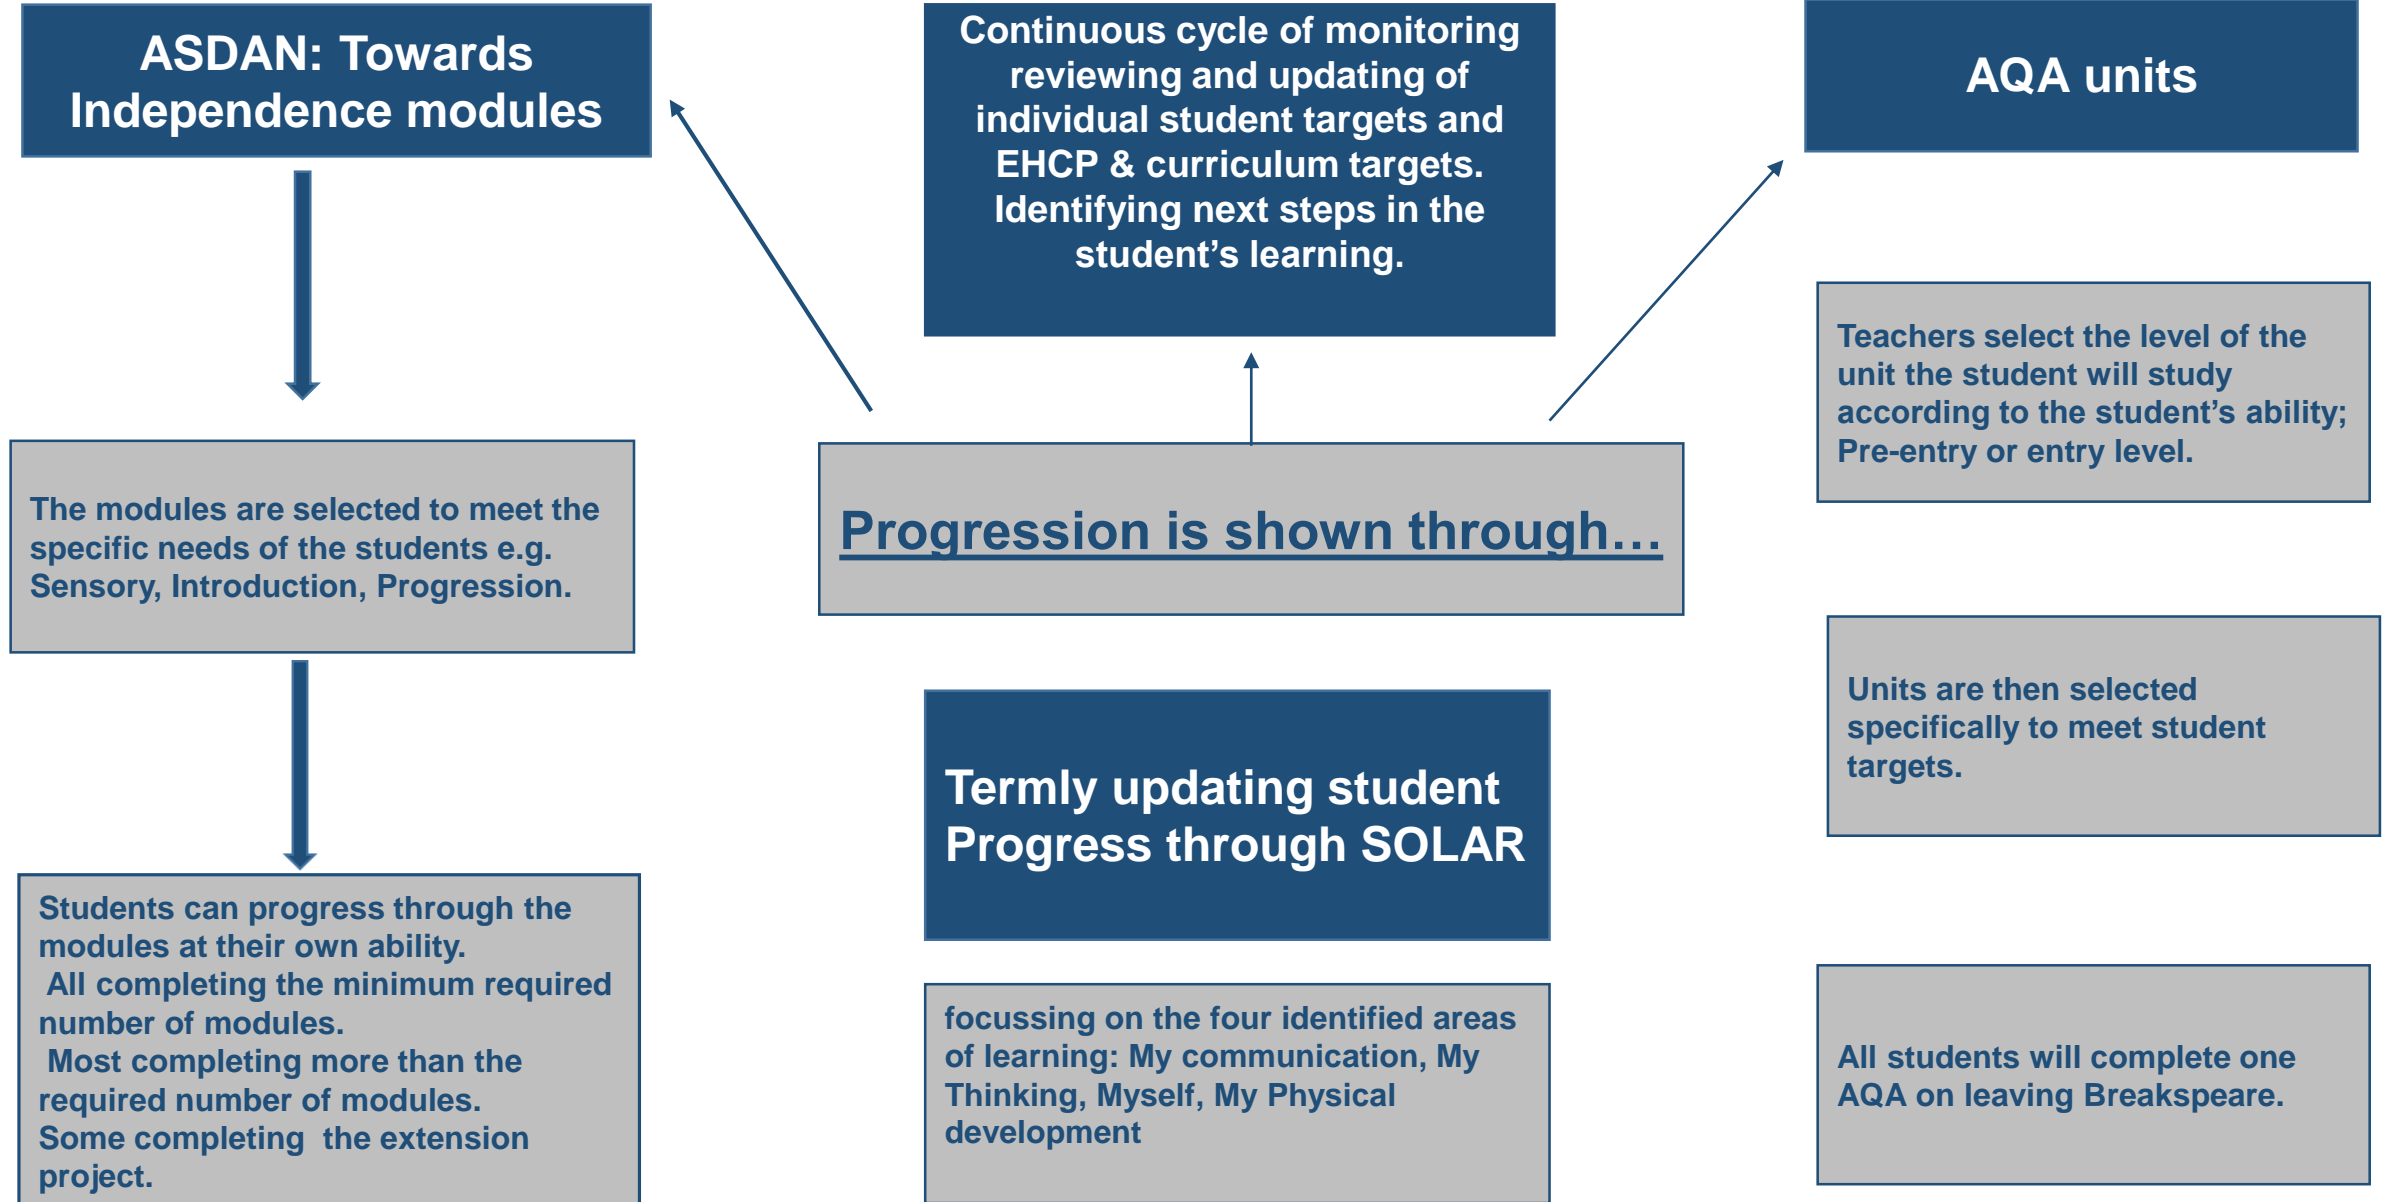 ASDAN: Towards
Independence modules
The modules are selected to meet the
specific needs of the students e.g.
Sensory, Introduction, Progression.
Students can progress through the
modules at their own ability.
All completing the minimum required
number of modules.
Most completing more than the
required number of modules.
Some completing  the extension
project.
Continuous cycle of monitoring
reviewing and updating of
individual student targets and
EHCP & curriculum targets.
Identifying next steps in the
student’s learning.
Progression is shown through…
Termly updating student
Progress through SOLAR
focussing on the four identified areas
of learning: My communication, My
Thinking, Myself, My Physical
development
AQA units
Teachers select the level of the
unit the student will study
according to the student’s ability;
Pre-entry or entry level.
Units are then selected
specifically to meet student
targets.
All students will complete one
AQA on leaving Breakspeare.